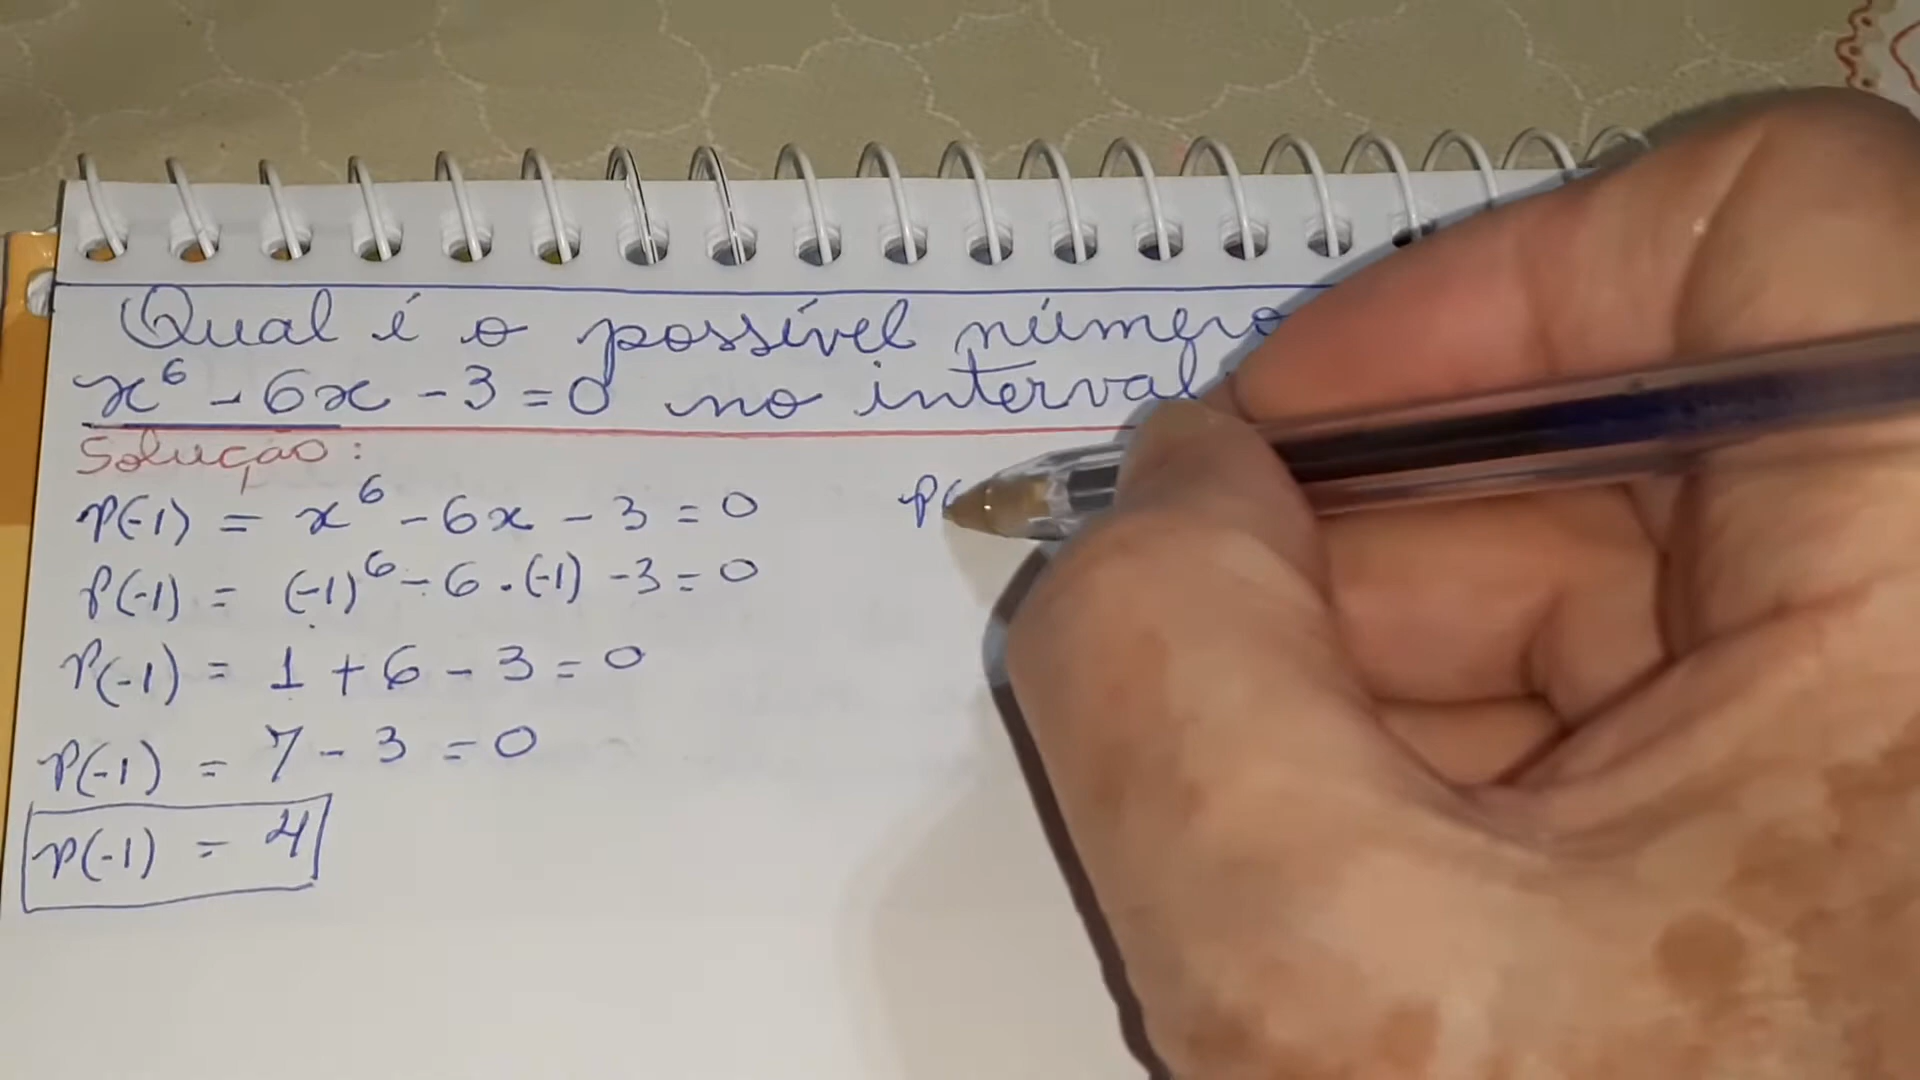 Qual é o possível número
x⁶ - 6x - 3 = 0 no interval
Solução:
P(-1) = x⁶ - 6x - 3 = 0
P(-1) = (-1)⁶ - 6 . (-1) - 3 = 0
P(-1) = 1 + 6 - 3 = 0
P(-1) = 7 - 3 = 0
P(-1) = 4
P(